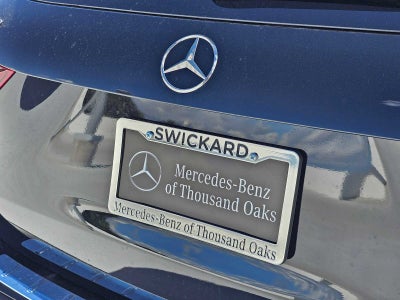 SWICKARD
Mercedes-Benz
of Thousand Oaks
Mercedes-Benz of Thousand Oaks